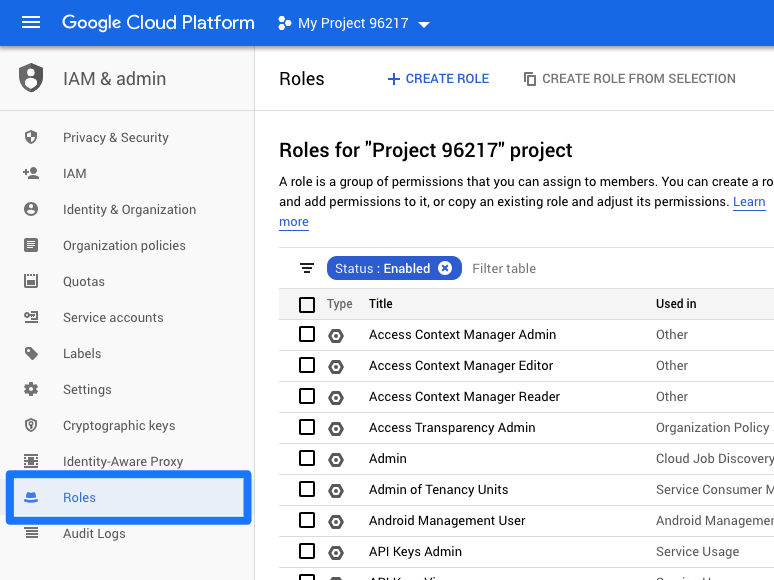 Google Cloud Platform
My Project 96217
IAM & admin
Roles
CREATE ROLE
CREATE ROLE FROM SELECTION
Privacy & Security
IAM
Identity & Organization
Organization policies
Quotas
Service accounts
Labels
Settings
Cryptographic keys
Identity-Aware Proxy
Roles
Audit Logs
Roles for "Project 96217" project
A role is a group of permissions that you can assign to members. You can create a ro
and add permissions to it, or copy an existing role and adjust its permissions. Learn
more
Status : Enabled
Filter table
Type Title Used in
Access Context Manager Admin Other
Access Context Manager Editor Other
Access Context Manager Reader Other
Access Transparency Admin Organization Policy
Admin Cloud Job Discovery
Admin of Tenancy Units Service Consumer M
Android Management User Android Managemen
API Keys Admin Service Usage